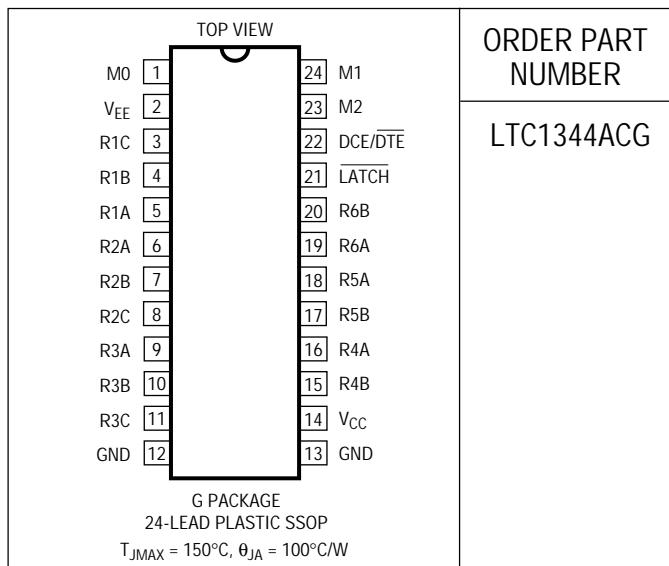 TOP VIEW
ORDER PART
NUMBER
LTC1344ACG
M0 1 24 M1
VEE 2 23 M2
R1C 3 22 DCE/D̅T̅E̅
R1B 4 21 L̅A̅T̅C̅H̅
R1A 5 20 R6B
R2A 6 19 R6A
R2B 7 18 R5A
R2C 8 17 R5B
R3A 9 16 R4A
R3B 10 15 R4B
R3C 11 14 VCC
GND 12 13 GND
G PACKAGE
24-LEAD PLASTIC SSOP
TJMAX = 150°C, θJA = 100°C/W